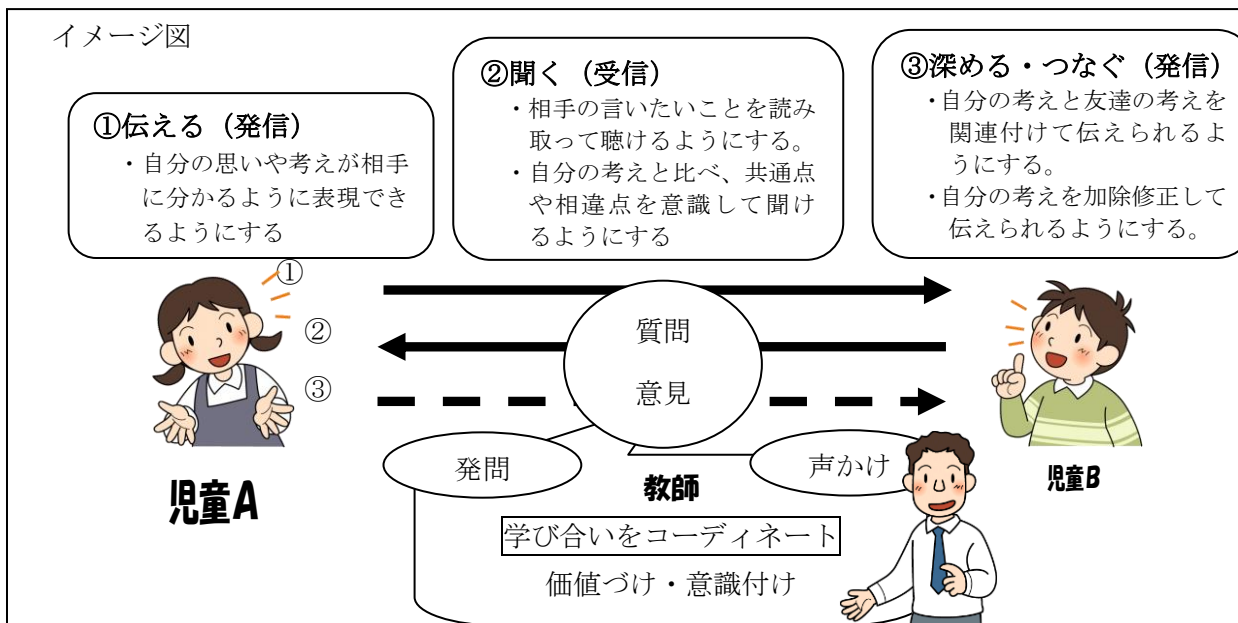 イメージ図
①伝える（発信）
・自分の思いや考えが相手
に分かるように表現でき
るようにする
②聞く（受信）
・相手の言いたいことを読み
取って聴けるようにする。
・自分の考えと比べ、共通点
や相違点を意識して聞け
るようにする
③深める・つなぐ（発信）
・自分の考えと友達の考えを
関連付けて伝えられるよ
うにする。
・自分の考えを加除修正して
伝えられるようにする。
①
②
③
質問
意見
発問
声かけ
児童A
教師
児童B
学び合いをコーディネート
価値づけ・意識付け